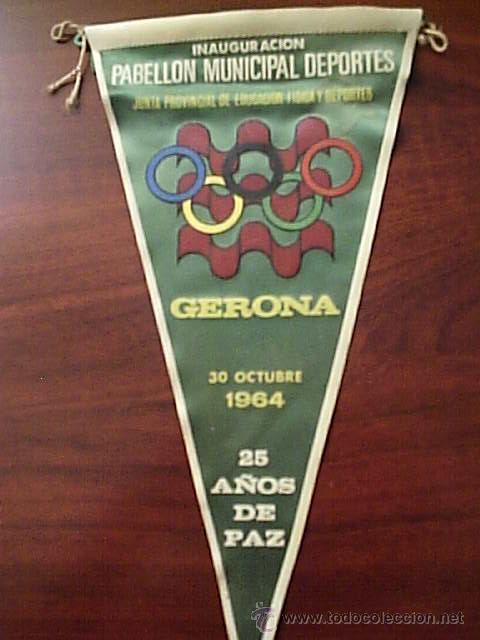 INAUGURACION
PABELLON MUNICIPAL DEPORTES
JUNTA PROVINCIAL DE EDUCACION FISICA Y DEPORTES
GERONA
30 OCTUBRE
1964
25
AÑOS
DE
PAZ
www.todocoleccion.net